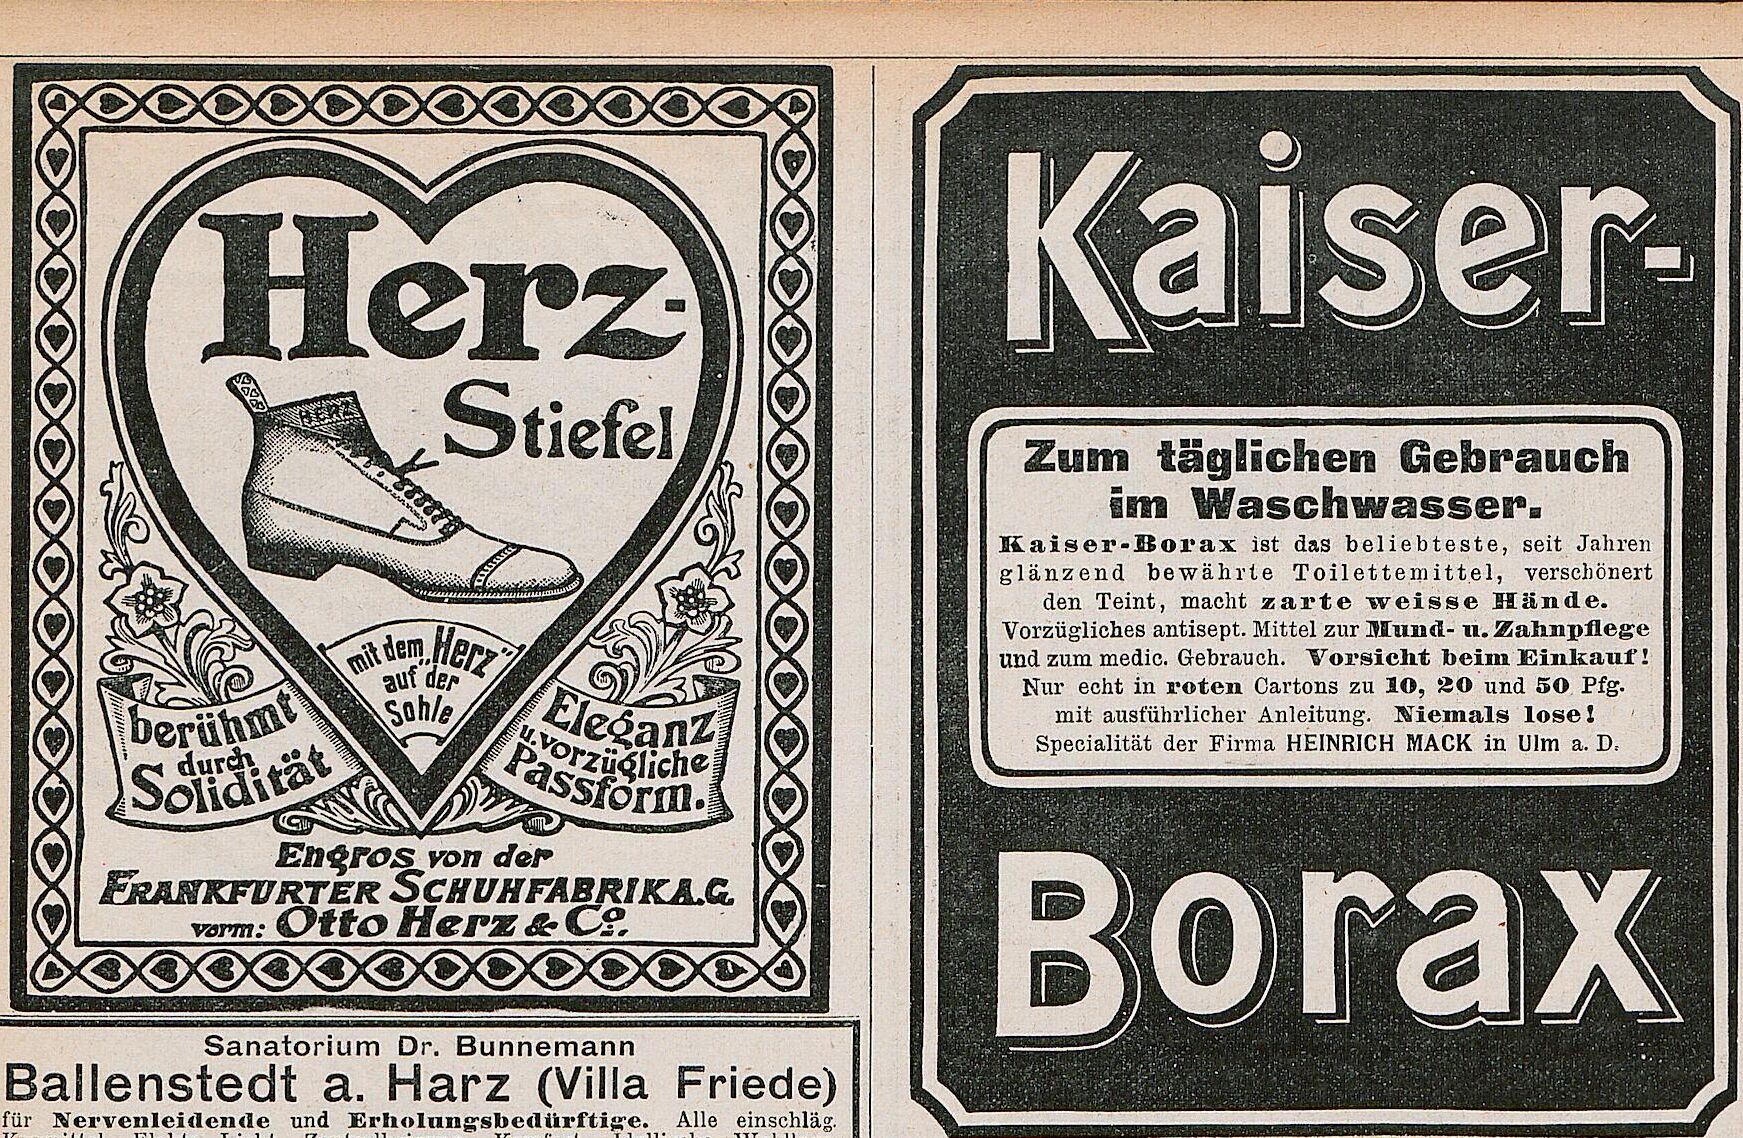 Herz-
Stiefel
HERZ
mit dem „Herz"
auf der
Sohle
berühmt
durch
Solidität
Eleganz
u. vorzügliche
Passform.
Engros von der
FRANKFURTER SCHUHFABRIK A.G.
vorm: Otto Herz & Co.
Sanatorium Dr. Bunnemann
Ballenstedt a. Harz (Villa Friede)
für Nervenleidende und Erholungsbedürftige. Alle einschläg.
Kaiser-
Zum täglichen Gebrauch
im Waschwasser.
Kaiser-Borax ist das beliebteste, seit Jahren
glänzend bewährte Toilettemittel, verschönert
den Teint, macht zarte weisse Hände.
Vorzügliches antisept. Mittel zur Mund- u. Zahnpflege
und zum medic. Gebrauch. Vorsicht beim Einkauf!
Nur echt in roten Cartons zu 10, 20 und 50 Pfg.
mit ausführlicher Anleitung. Niemals lose!
Specialität der Firma HEINRICH MACK in Ulm a. D.
Borax